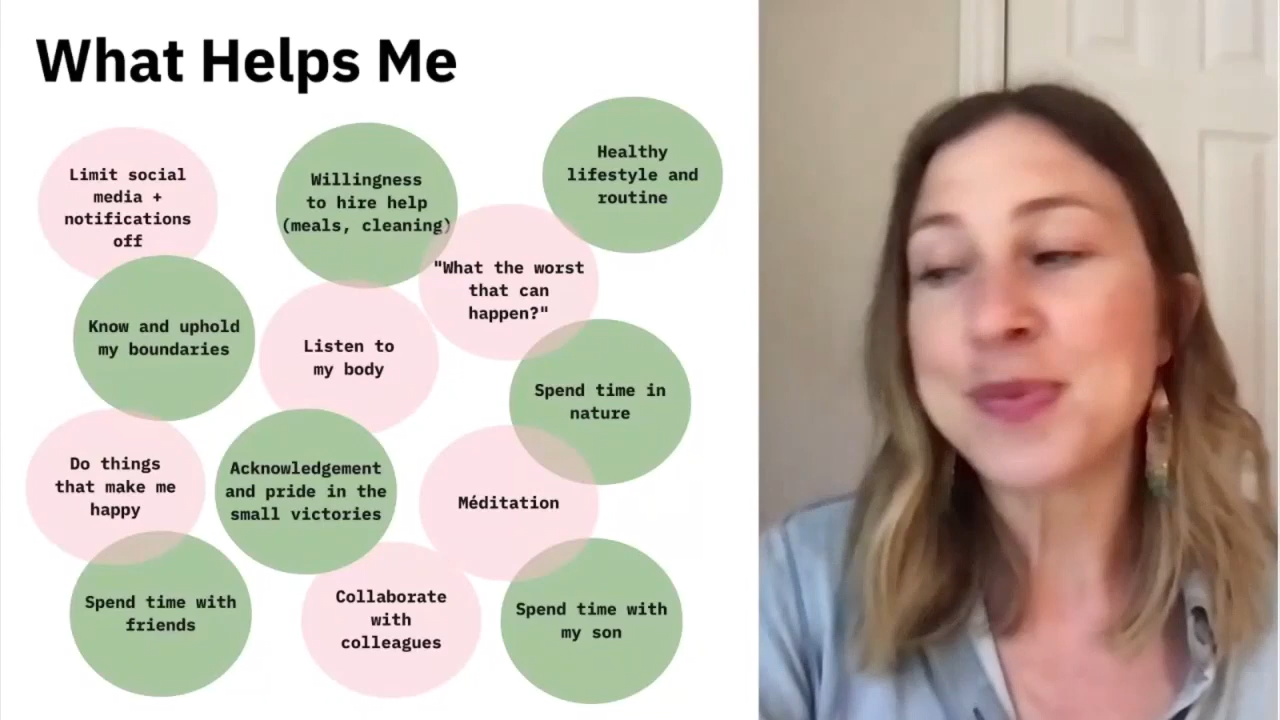 What Helps Me
Limit social
media +
notifications
off
Willingness
to hire help
(meals, cleaning)
Healthy
lifestyle and
routine
"What the worst
that can
happen?"
Know and uphold
my boundaries
Listen to
my body
Spend time in
nature
Do things
that make me
happy
Acknowledgement
and pride in the
small victories
Méditation
Spend time with
friends
Collaborate
with
colleagues
Spend time with
my son